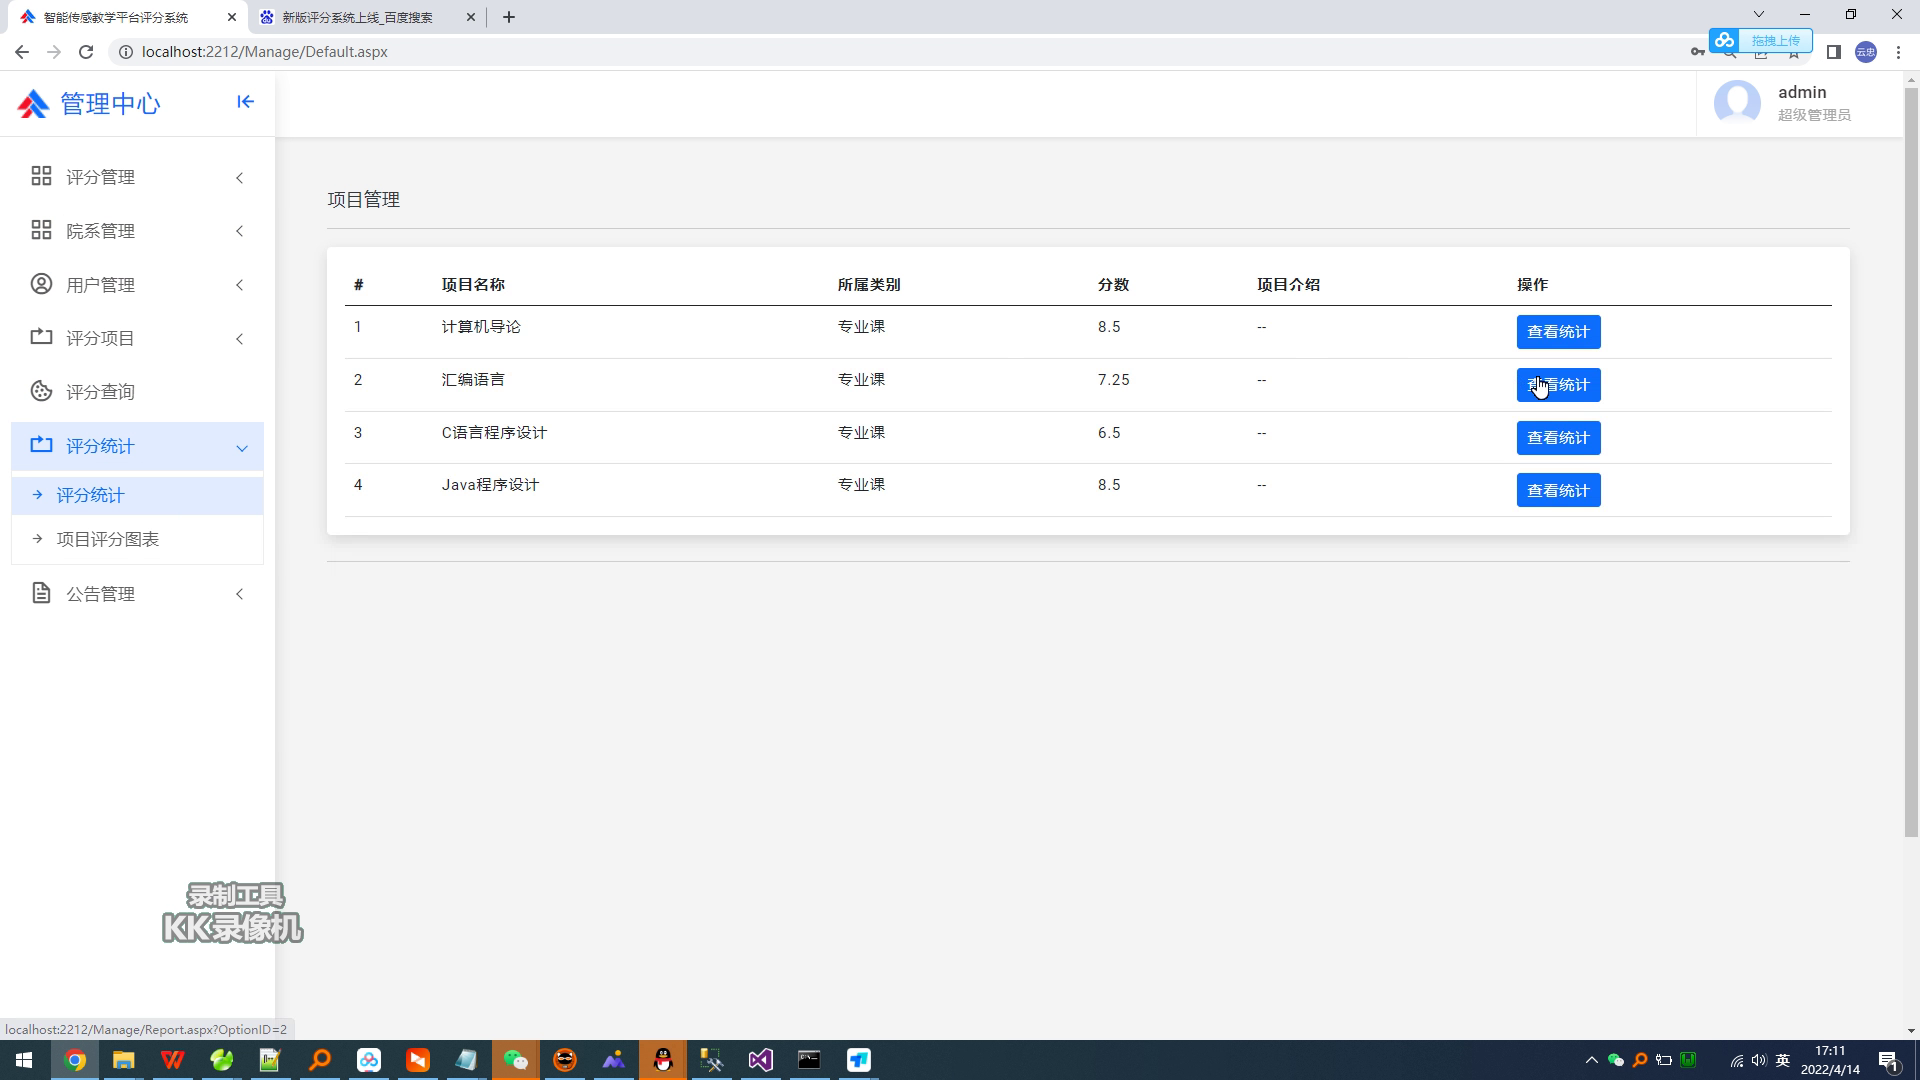 智能传感教学平台评分系统
新版评分系统上线_百度搜索
localhost:2212/Manage/Default.aspx
拖拽上传
云忠
管理中心
admin
超级管理员
评分管理
院系管理
用户管理
评分项目
评分查询
评分统计
评分统计
项目评分图表
公告管理
项目管理
# 项目名称 所属类别 分数 项目介绍 操作
1 计算机导论 专业课 8.5 -- 查看统计
2 汇编语言 专业课 7.25 -- 查看统计
3 C语言程序设计 专业课 6.5 -- 查看统计
4 Java程序设计 专业课 8.5 -- 查看统计
录制工具
KK录像机
localhost:2212/Manage/Report.aspx?OptionID=2
英
17:11
2022/4/14
1